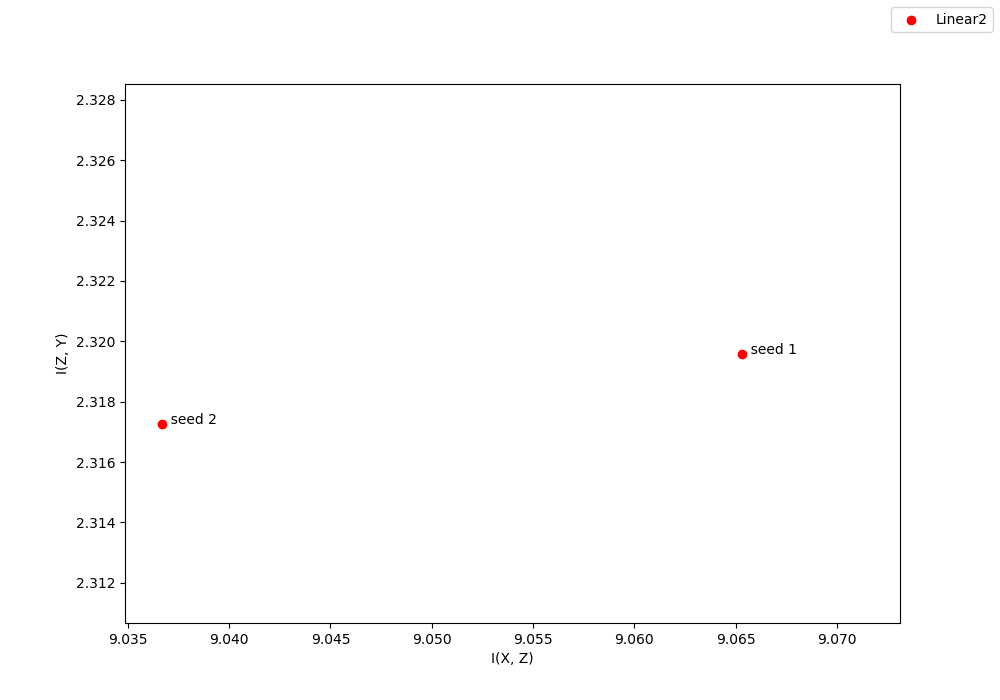 Linear2
2.328
2.326
2.324
2.322
2.320
2.318
2.316
2.314
2.312
I(Z, Y)
seed 1
seed 2
9.035 9.040 9.045 9.050 9.055 9.060 9.065 9.070
I(X, Z)